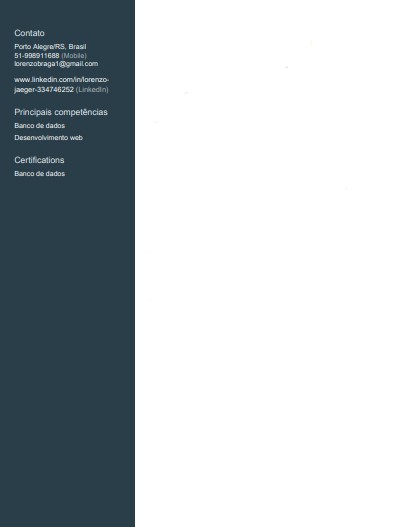 Contato
Porto Alegre/RS, Brasil
51-998911688 (Mobile)
lorenzobraga1@gmail.com
www.linkedin.com/in/lorenzo-
jaeger-334746252 (LinkedIn)
Principais competências
Banco de dados
Desenvolvimento web
Certifications
Banco de dados